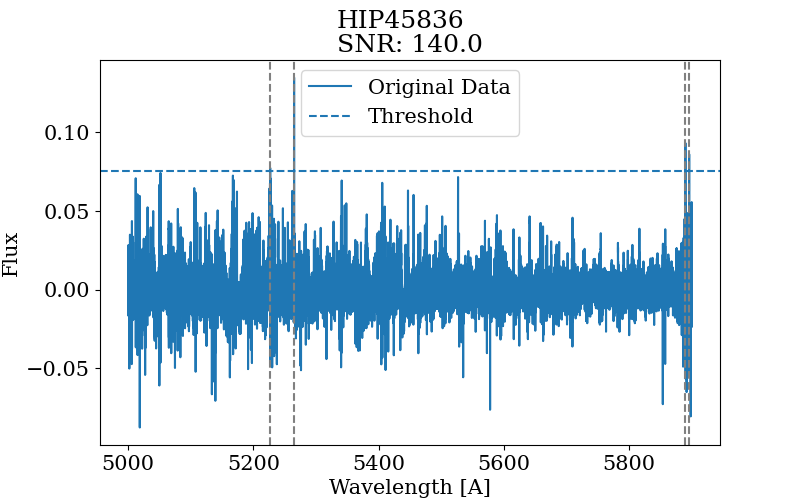 HIP45836
SNR: 140.0
Original Data
Threshold
0.10
0.05
0.00
−0.05
Flux
5000 5200 5400 5600 5800
Wavelength [A]